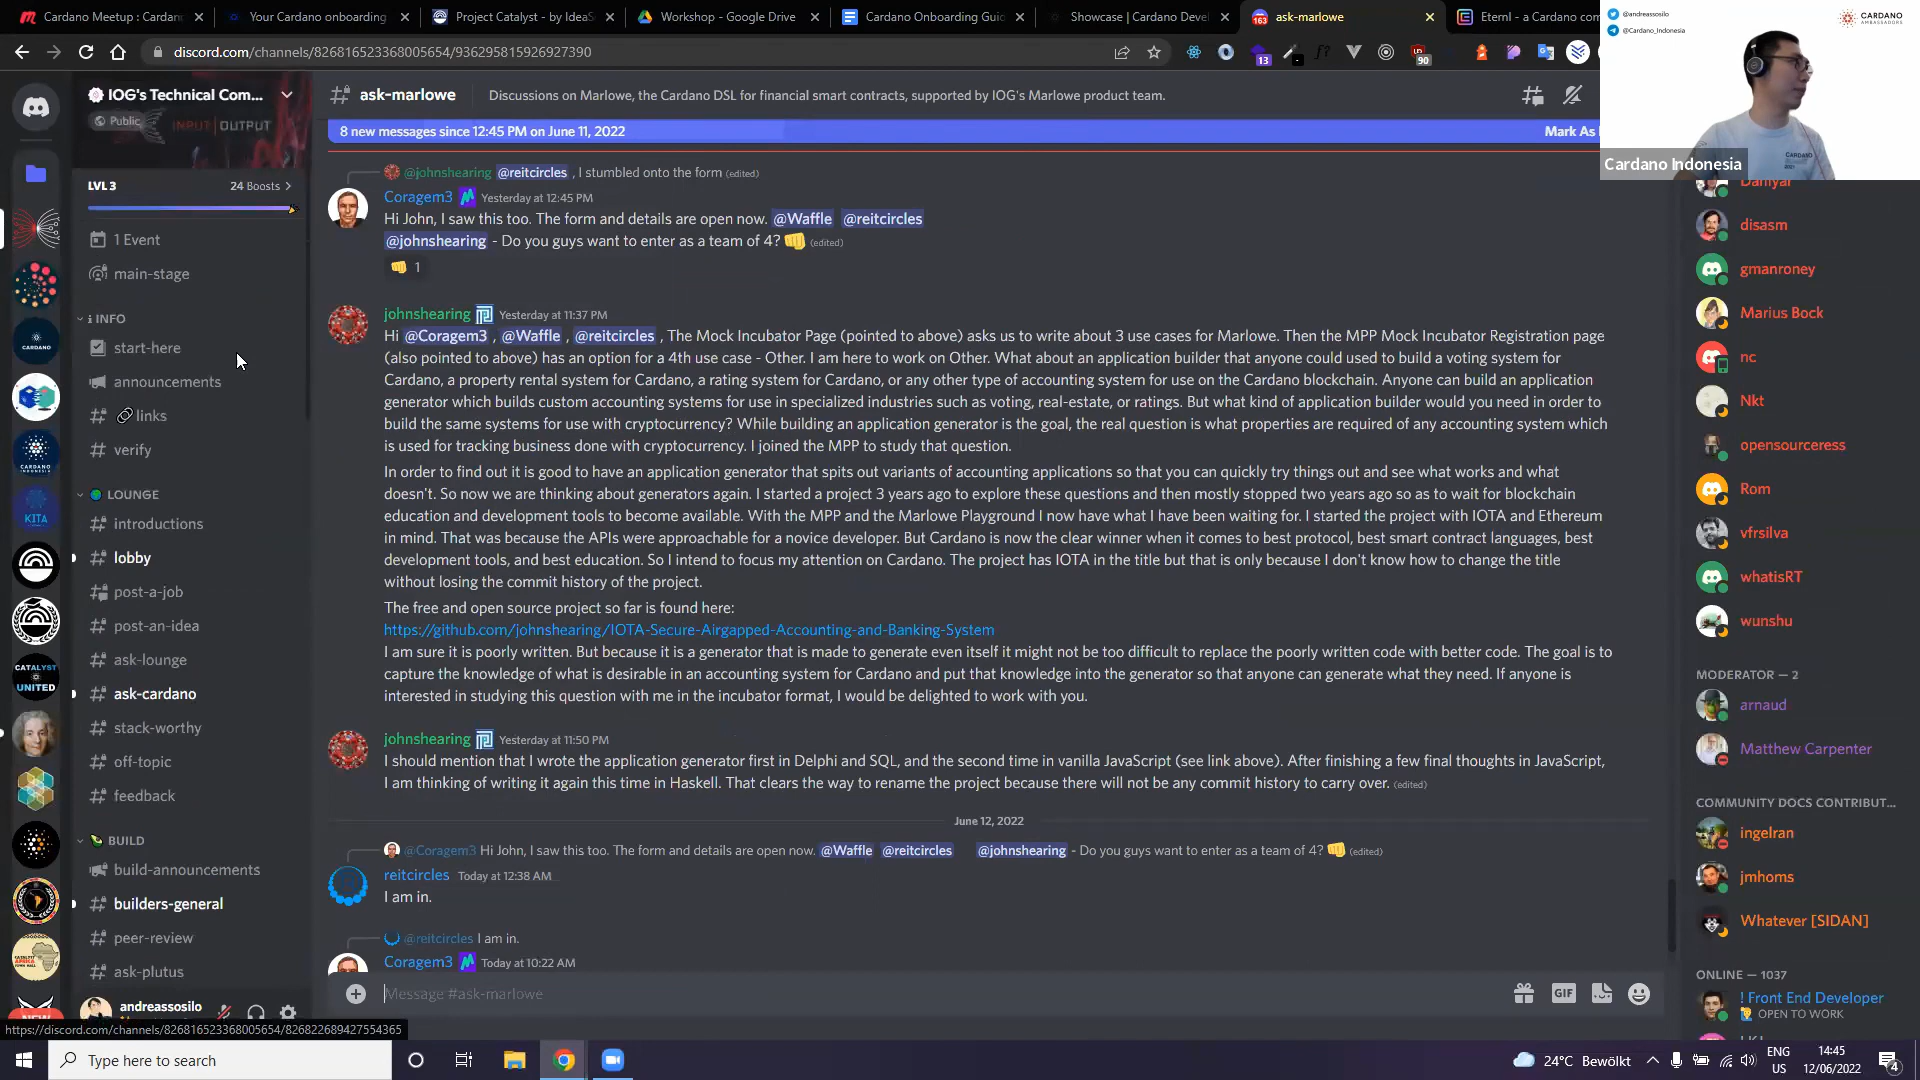 Cardano Meetup : Cardan
Your Cardano onboarding
Project Catalyst - by IdeaS
Workshop - Google Drive
Cardano Onboarding Guid
Showcase | Cardano Deve
ask-marlowe
Eternl - a Cardano com
discord.com/channels/826816523368005654/936295815926927390
@andreassosilo
@Cardano_Indonesia
CARDANO
AMBASSADORS
Cardano Indonesia
IOG's Technical Com...
Public
INPUT | OUTPUT
LVL 3
24 Boosts
1 Event
main-stage
INFO
start-here
announcements
links
verify
LOUNGE
introductions
lobby
post-a-job
post-an-idea
ask-lounge
ask-cardano
stack-worthy
off-topic
feedback
BUILD
build-announcements
builders-general
peer-review
ask-plutus
andreassosilo
CARDANO
CARDANO
INDONESIA
KITA
CATALYST
UNITED
NEW
ask-marlowe
Discussions on Marlowe, the Cardano DSL for financial smart contracts, supported by IOG's Marlowe product team.
8 new messages since 12:45 PM on June 11, 2022
Mark As
@johnshearing @reitcircles , I stumbled onto the form (edited)
Coragem3 Yesterday at 12:45 PM
Hi John, I saw this too. The form and details are open now. @Waffle @reitcircles
@johnshearing - Do you guys want to enter as a team of 4? 👊 (edited)
👊 1
johnshearing Yesterday at 11:37 PM
Hi @Coragem3 , @Waffle , @reitcircles , The Mock Incubator Page (pointed to above) asks us to write about 3 use cases for Marlowe. Then the MPP Mock Incubator Registration page
(also pointed to above) has an option for a 4th use case - Other. I am here to work on Other. What about an application builder that anyone could used to build a voting system for
Cardano, a property rental system for Cardano, a rating system for Cardano, or any other type of accounting system for use on the Cardano blockchain. Anyone can build an application
generator which builds custom accounting systems for use in specialized industries such as voting, real-estate, or ratings. But what kind of application builder would you need in order to
build the same systems for use with cryptocurrency? While building an application generator is the goal, the real question is what properties are required of any accounting system which
is used for tracking business done with cryptocurrency. I joined the MPP to study that question.
In order to find out it is good to have an application generator that spits out variants of accounting applications so that you can quickly try things out and see what works and what
doesn't. So now we are thinking about generators again. I started a project 3 years ago to explore these questions and then mostly stopped two years ago so as to wait for blockchain
education and development tools to become available. With the MPP and the Marlowe Playground I now have what I have been waiting for. I started the project with IOTA and Ethereum
in mind. That was because the APIs were approachable for a novice developer. But Cardano is now the clear winner when it comes to best protocol, best smart contract languages, best
development tools, and best education. So I intend to focus my attention on Cardano. The project has IOTA in the title but that is only because I don't know how to change the title
without losing the commit history of the project.
The free and open source project so far is found here:
https://github.com/johnshearing/IOTA-Secure-Airgapped-Accounting-and-Banking-System
I am sure it is poorly written. But because it is a generator that is made to generate even itself it might not be too difficult to replace the poorly written code with better code. The goal is to
capture the knowledge of what is desirable in an accounting system for Cardano and put that knowledge into the generator so that anyone can generate what they need. If anyone is
interested in studying this question with me in the incubator format, I would be delighted to work with you.
johnshearing Yesterday at 11:50 PM
I should mention that I wrote the application generator first in Delphi and SQL, and the second time in vanilla JavaScript (see link above). After finishing a few final thoughts in JavaScript,
I am thinking of writing it again this time in Haskell. That clears the way to rename the project because there will not be any commit history to carry over. (edited)
June 12, 2022
@Coragem3 Hi John, I saw this too. The form and details are open now. @Waffle @reitcircles @johnshearing - Do you guys want to enter as a team of 4? 👊 (edited)
reitcircles Today at 12:38 AM
I am in.
@reitcircles I am in.
Coragem3 Today at 10:22 AM
Message #ask-marlowe
GIF
Damyar
disasm
gmanroney
Marius Bock
nc
Nkt
opensourceress
Rom
vfrsilva
whatisRT
wunshu
MODERATOR — 2
arnaud
Matthew Carpenter
COMMUNITY DOCS CONTRIBUT...
ingelran
jmhoms
Whatever [SIDAN]
ONLINE — 1037
! Front End Developer
OPEN TO WORK
https://discord.com/channels/826816523368005654/826822689427554365
Type here to search
24°C Bewölkt
ENG
US
14:45
12/06/2022
4